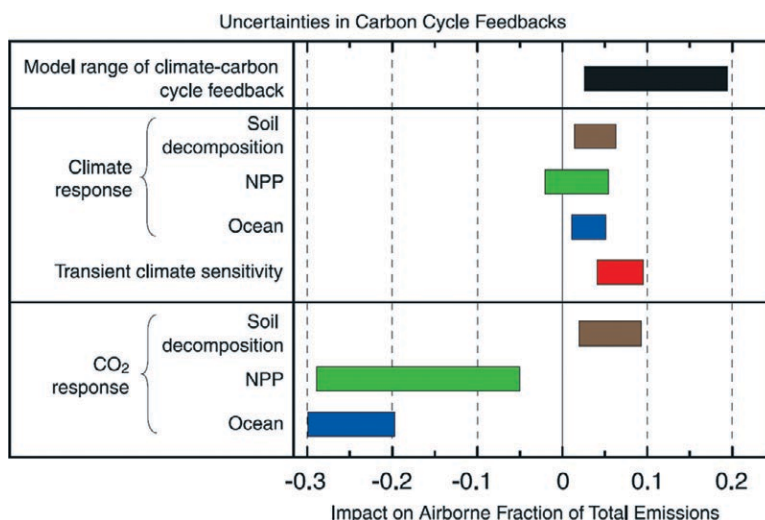 Uncertainties in Carbon Cycle Feedbacks
Model range of climate-carbon
cycle feedback
Climate
response
Soil
decomposition
NPP
Ocean
Transient climate sensitivity
CO₂
response
Soil
decomposition
NPP
Ocean
-0.3 -0.2 -0.1 0 0.1 0.2
Impact on Airborne Fraction of Total Emissions